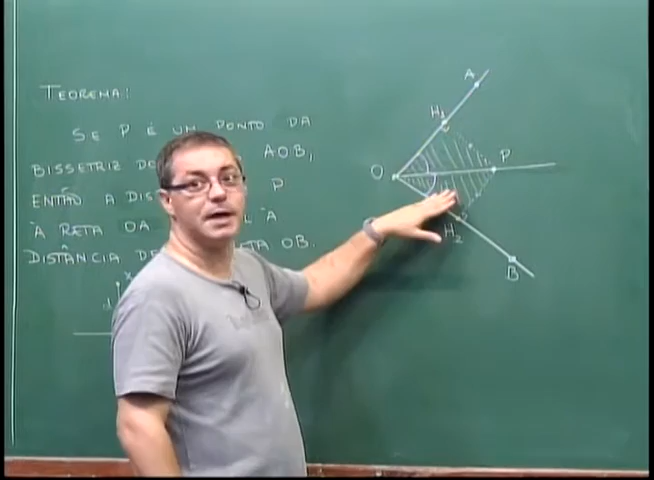 TEOREMA:
SE P É UM PONTO DA
BISSETRIZ DO AOB,
ENTÃO A DIS P
À RETA OA L À
DISTÂNCIA DE RETA OB.
d x
A
H₁
O P
H₂
B